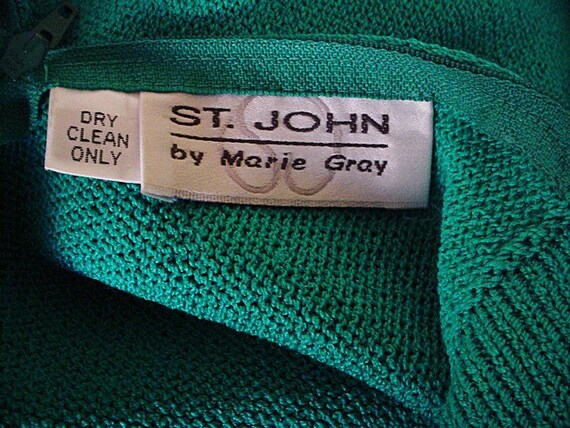 DRY
CLEAN
ONLY
ST. JOHN
by Marie Gray